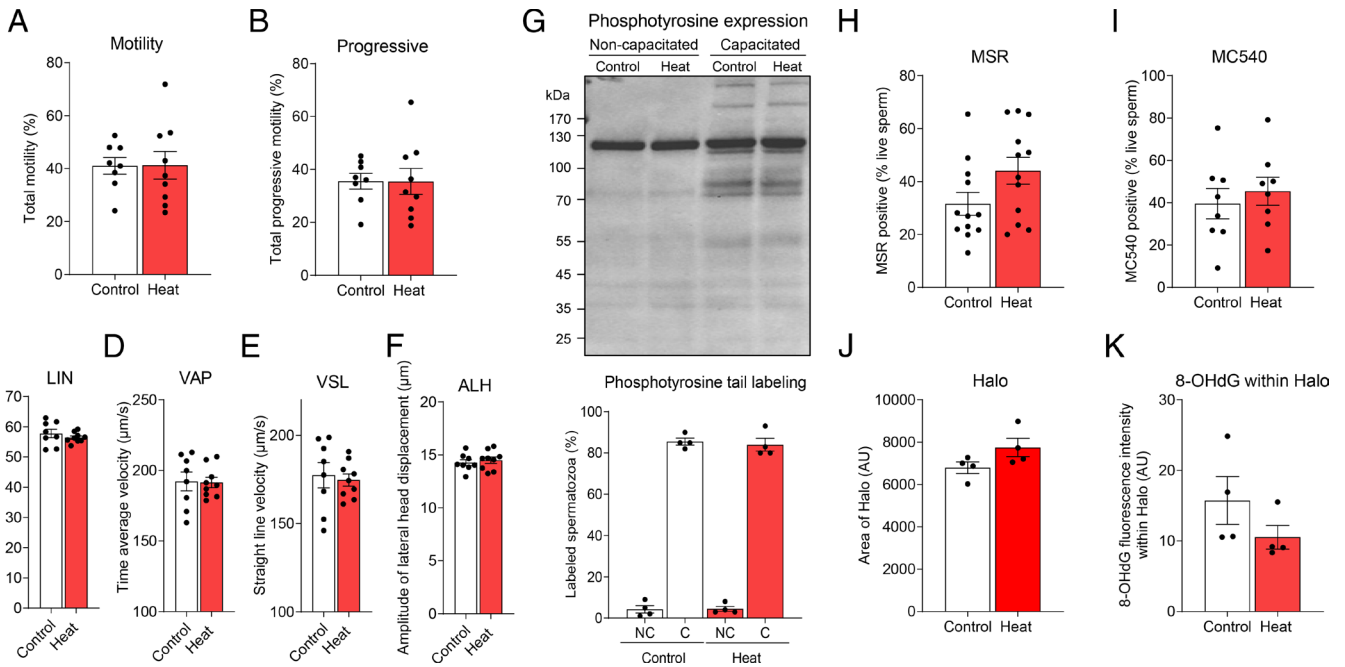 A
Motility
Total motility (%)
80
60
40
20
0
Control Heat
B
Progressive
Total progressive motility (%)
80
60
40
20
0
Control Heat
LIN
70
60
50
40
30
20
10
0
Control
Heat
D
VAP
Time average velocity (µm/s)
250
200
150
100
Control
Heat
E
VSL
Straight line velocity (µm/s)
200
150
100
Control
Heat
F
ALH
Amplitude of lateral head displacement (µm)
20
15
10
5
0
Control
Heat
G
Phosphotyrosine expression
Non-capacitated Capacitated
Control Heat Control Heat
kDa
170
130
100
70
55
45
35
25
Phosphotyrosine tail labeling
Labeled spermatozoa (%)
100
80
60
40
20
0
NC C NC C
Control Heat
H
MSR
MSR positive (% live sperm)
80
60
40
20
0
Control Heat
I
MC540
MC540 positive (% live sperm)
100
80
60
40
20
0
Control Heat
J
Halo
Area of Halo (AU)
10000
8000
6000
4000
2000
0
Control Heat
K
8-OHdG within Halo
8-OHdG fluorescence intensity
within Halo (AU)
30
20
10
0
Control Heat